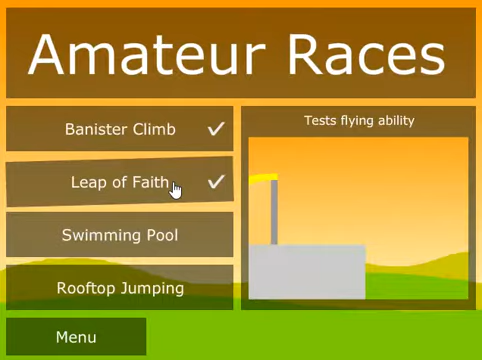 Amateur Races
Banister Climb
Leap of Faith
Swimming Pool
Rooftop Jumping
Menu
Tests flying ability